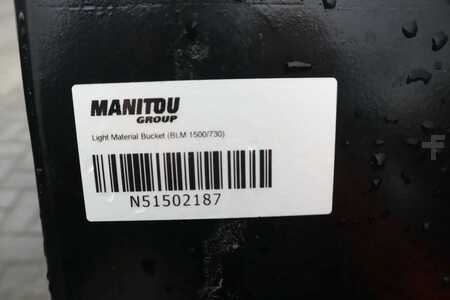 MANITOU
GROUP
Light Material Bucket (BLM 1500/730)
N51502187